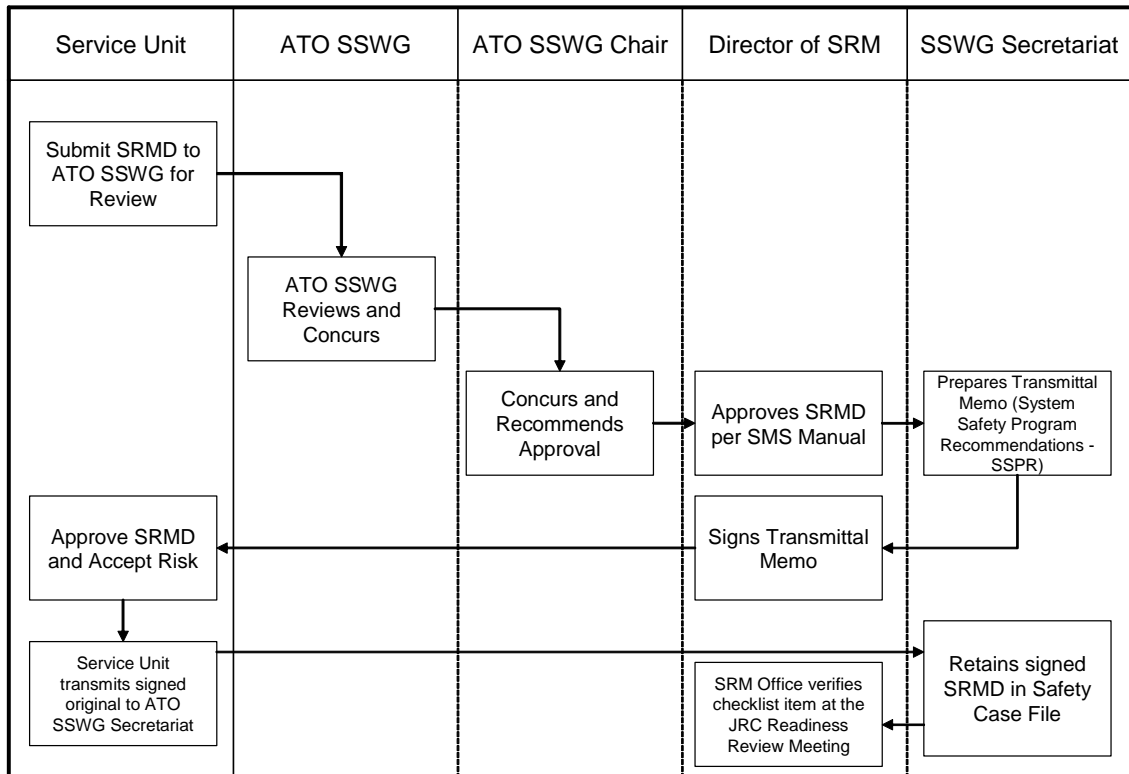 Service Unit
ATO SSWG
ATO SSWG Chair
Director of SRM
SSWG Secretariat
Submit SRMD to
ATO SSWG for
Review
ATO SSWG
Reviews and
Concurs
Concurs and
Recommends
Approval
Approves SRMD
per SMS Manual
Prepares Transmittal
Memo (System
Safety Program
Recommendations -
SSPR)
Signs Transmittal
Memo
Approve SRMD
and Accept Risk
Service Unit
transmits signed
original to ATO
SSWG Secretariat
Retains signed
SRMD in Safety
Case File
SRM Office verifies
checklist item at the
JRC Readiness
Review Meeting